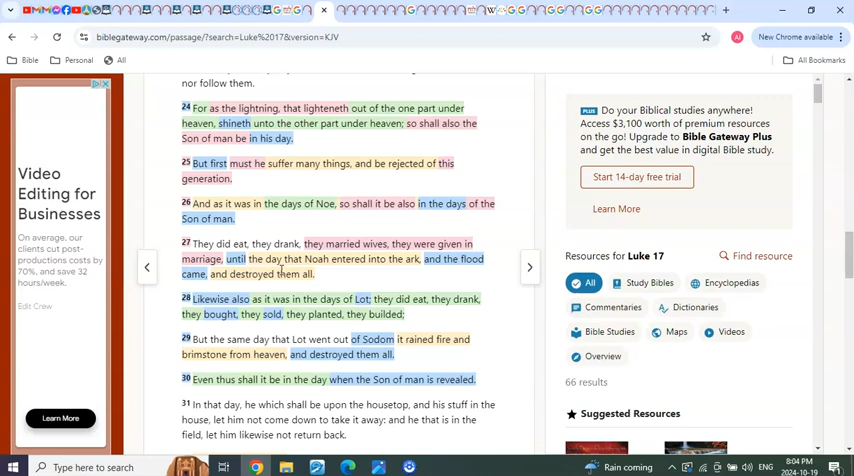 biblegateway.com/passage/?search=Luke%2017&version=KJV
New Chrome available
Bible
Personal
All
All Bookmarks
nor follow them.
24 For as the lightning, that lighteneth out of the one part under
heaven, shineth unto the other part under heaven; so shall also the
Son of man be in his day.
25 But first must he suffer many things, and be rejected of this
generation.
26 And as it was in the days of Noe, so shall it be also in the days of the
Son of man.
27 They did eat, they drank, they married wives, they were given in
marriage, until the day that Noah entered into the ark, and the flood
came, and destroyed them all.
28 Likewise also as it was in the days of Lot; they did eat, they drank,
they bought, they sold, they planted, they builded;
29 But the same day that Lot went out of Sodom it rained fire and
brimstone from heaven, and destroyed them all.
30 Even thus shall it be in the day when the Son of man is revealed.
31 In that day, he which shall be upon the housetop, and his stuff in the
house, let him not come down to take it away: and he that is in the
field, let him likewise not return back.
Video
Editing for
Businesses
On average, our
clients cut post-
production costs by
70%, and save 32
hours/week.
Edit Crew
Learn More
PLUS Do your Biblical studies anywhere!
Access $3,100 worth of premium resources
on the go! Upgrade to Bible Gateway Plus
and get the best value in digital Bible study.
Start 14-day free trial
Learn More
Resources for Luke 17
Find resource
All
Study Bibles
Encyclopedias
Commentaries
Dictionaries
Bible Studies
Maps
Videos
Overview
66 results
Suggested Resources
Type here to search
Rain coming
ENG
8:04 PM
2024-10-19